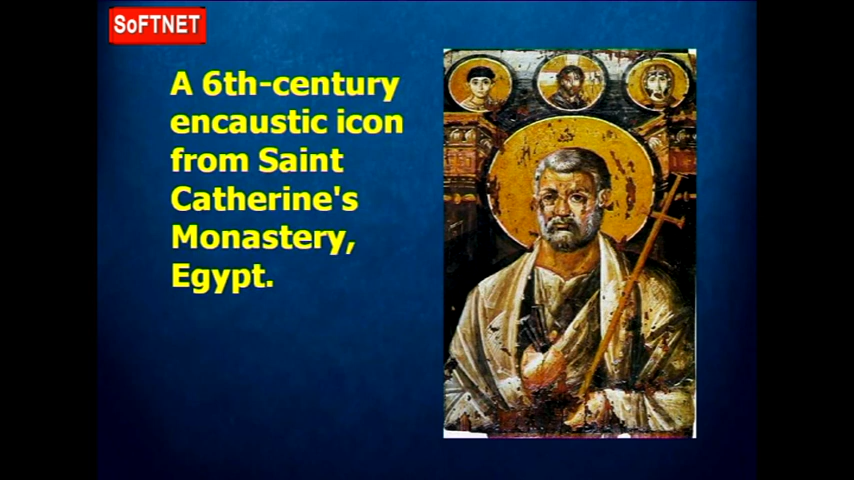 SoFTNET
A 6th-century
encaustic icon
from Saint
Catherine's
Monastery,
Egypt.